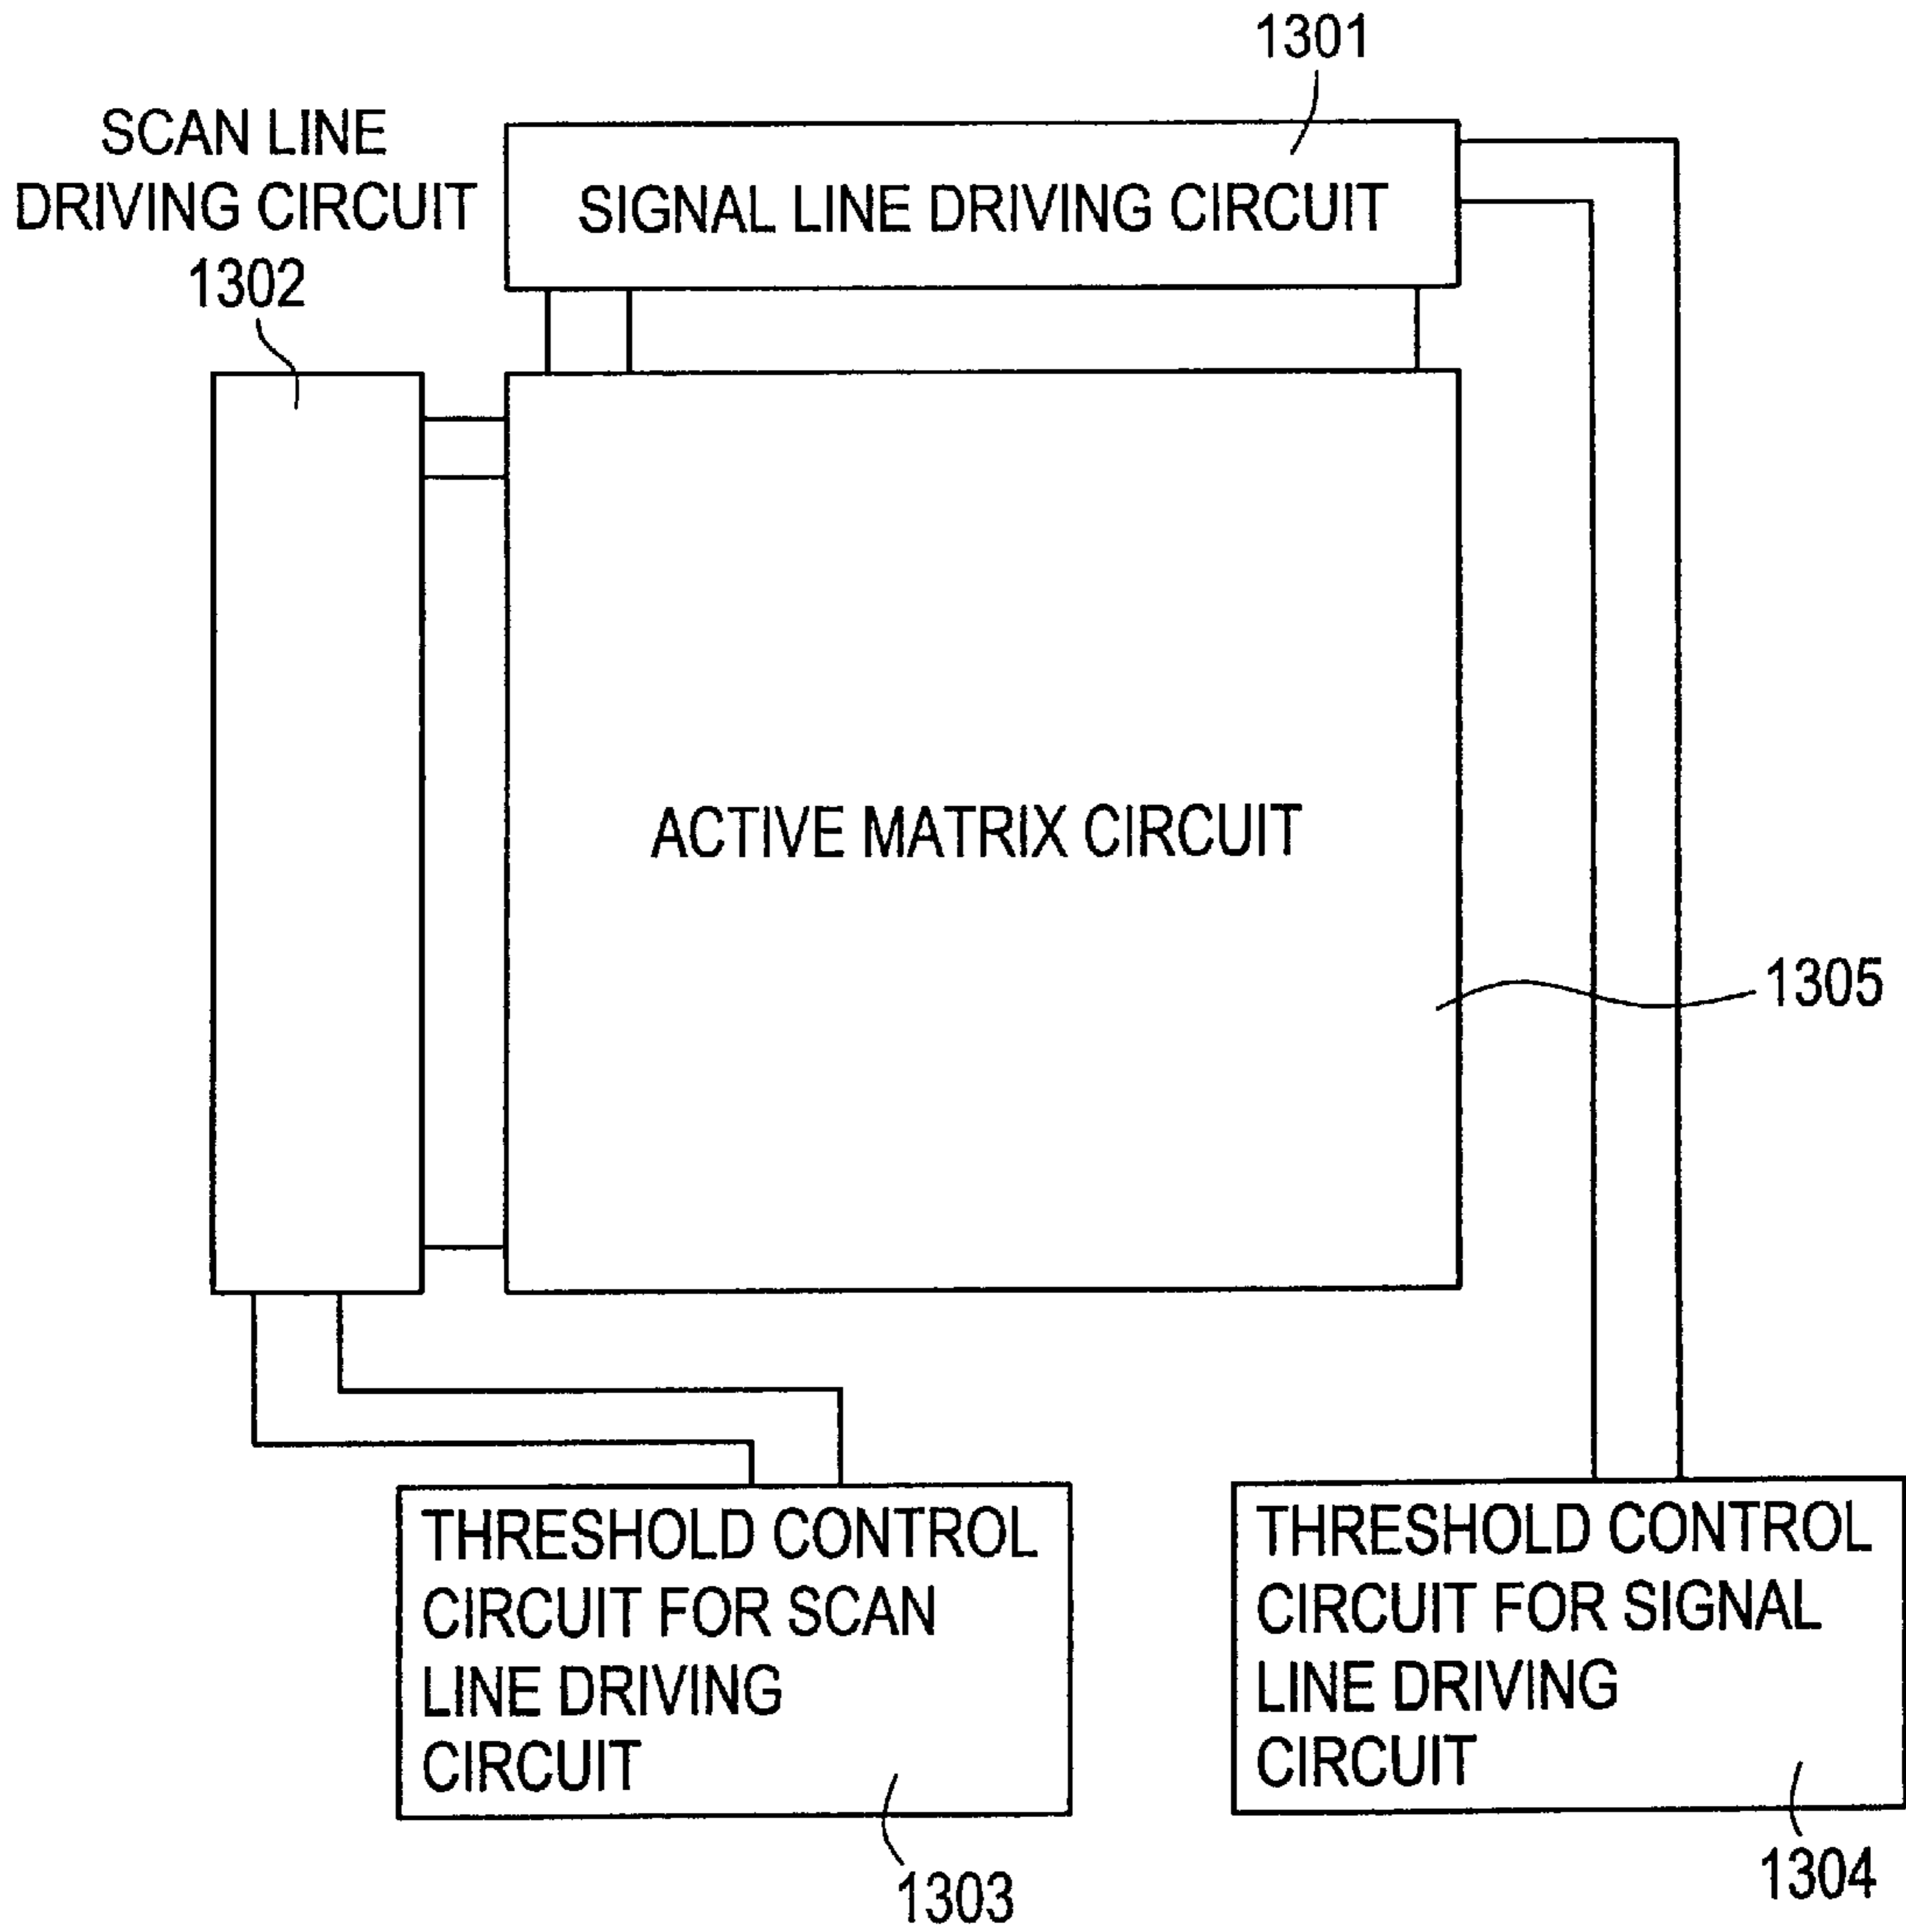 1301
SCAN LINE
DRIVING CIRCUIT
1302
SIGNAL LINE DRIVING CIRCUIT
ACTIVE MATRIX CIRCUIT
1305
THRESHOLD CONTROL
CIRCUIT FOR SCAN
LINE DRIVING
CIRCUIT
1303
THRESHOLD CONTROL
CIRCUIT FOR SIGNAL
LINE DRIVING
CIRCUIT
1304